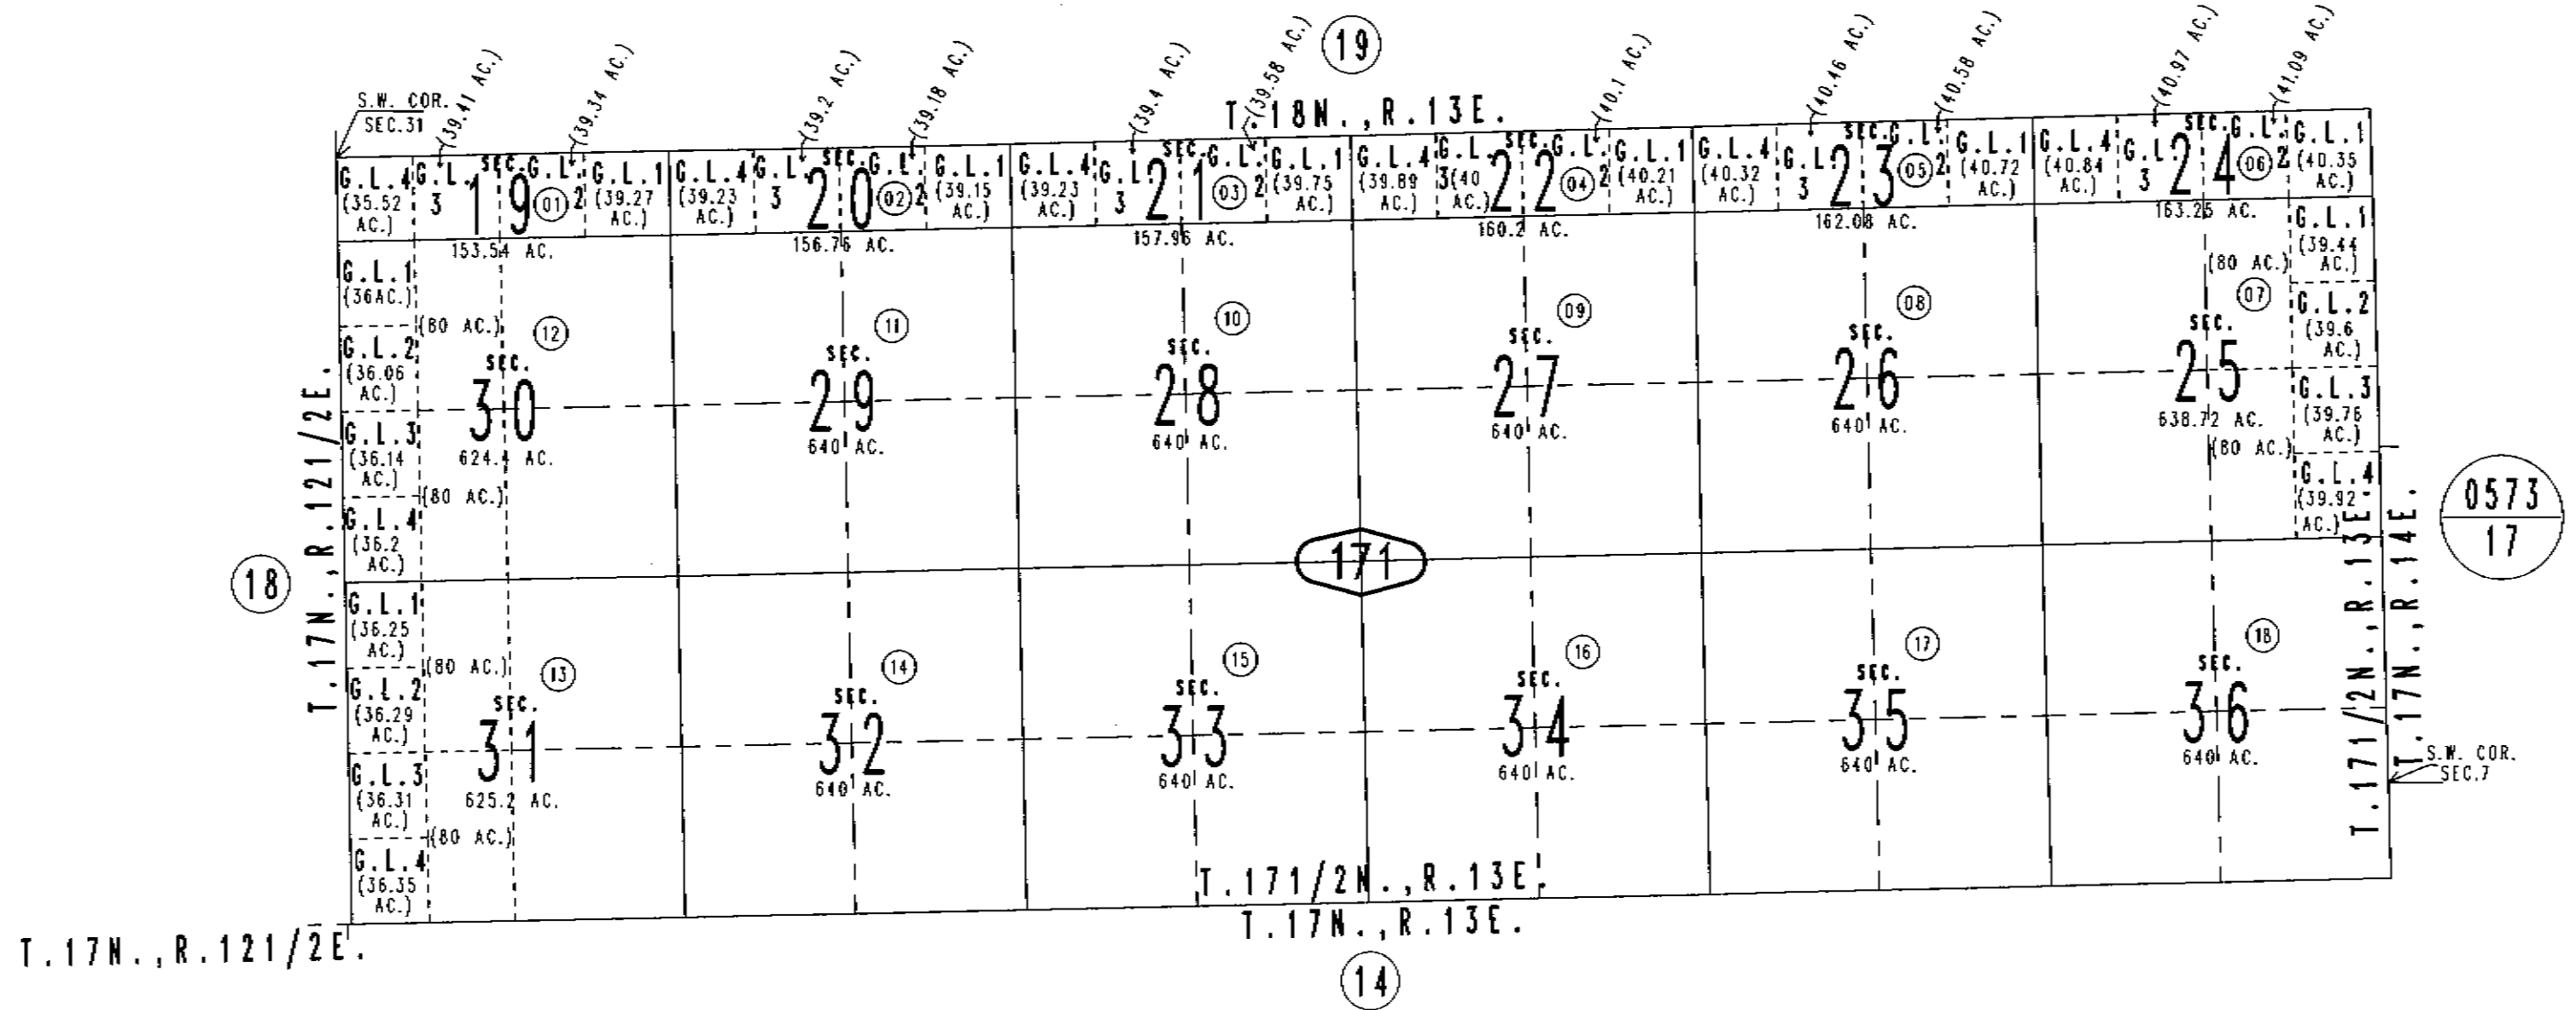 19
(39.41 AC.)
(39.34 AC.)
(39.2 AC.)
(39.18 AC.)
(39.4 AC.)
(39.58 AC.)
(40.1 AC.)
(40.46 AC.)
(40.58 AC.)
(40.97 AC.)
(41.09 AC.)
S.W. COR.
SEC.31
T.18N.,R.13E.
G.L.4
(35.52
AC.)
G.L.
3
SEC.
19
01
G.L.
2
G.L.1
(39.27
AC.)
153.54 AC.
G.L.4
(39.23
AC.)
G.L.
3
SEC.
20
02
G.L.
2
G.L.1
(39.15
AC.)
156.76 AC.
G.L.4
(39.23
AC.)
G.L.
3
SEC.
21
03
G.L.
2
G.L.1
(39.75
AC.)
157.96 AC.
G.L.4
(39.89
AC.)
G.L.
3(40
AC.)
SEC.
22
04
G.L.
2
G.L.1
(40.21
AC.)
160.2 AC.
G.L.4
(40.32
AC.)
G.L.
3
SEC.
23
05
G.L.
2
G.L.1
(40.72
AC.)
162.08 AC.
G.L.4
(40.84
AC.)
G.L.
3
SEC.
24
06
G.L.
2
G.L.1
(40.35
AC.)
163.25 AC.
G.L.1
(36AC.)
G.L.2
(36.06
AC.)
G.L.3
(36.14
AC.)
G.L.4
(36.2
AC.)
(80 AC.)
12
SEC.
30
624.4 AC.
(80 AC.)
11
SEC.
29
640 AC.
10
SEC.
28
640 AC.
09
SEC.
27
640 AC.
08
SEC.
26
640 AC.
(80 AC.)
07
SEC.
25
638.72 AC.
(80 AC.)
G.L.1
(39.44
AC.)
G.L.2
(39.6
AC.)
G.L.3
(39.76
AC.)
G.L.4
(39.92
AC.)
0573
17
171
18
T.17N.,R.121/2E.
G.L.1
(36.25
AC.)
G.L.2
(36.29
AC.)
G.L.3
(36.31
AC.)
G.L.4
(36.35
AC.)
(80 AC.)
13
SEC.
31
625.2 AC.
(80 AC.)
14
SEC.
32
640 AC.
15
SEC.
33
640 AC.
16
SEC.
34
640 AC.
17
SEC.
35
640 AC.
18
SEC.
36
640 AC.
T.171/2N.,R.13E.
T.17N.,R.14E.
S.W. COR.
SEC.7
T.171/2N.,R.13E.
T.17N.,R.13E.
T.17N.,R.121/2E.
14